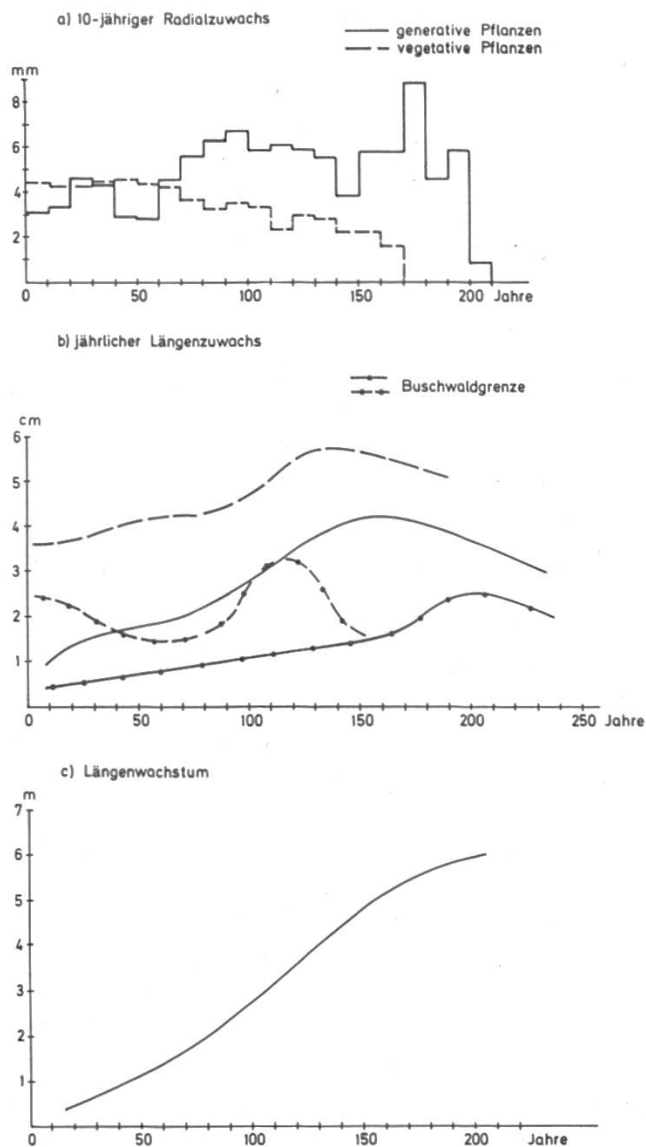 a) 10-jähriger Radialzuwachs
generative Pflanzen
vegetative Pflanzen
mm
8
6
4
2
0 50 100 150 200 Jahre
b) jährlicher Längenzuwachs
Buschwaldgrenze
cm
6
5
4
3
2
1
0 50 100 150 200 250 Jahre
c) Längenwachstum
m
7
6
5
4
3
2
1
0 50 100 150 200 Jahre